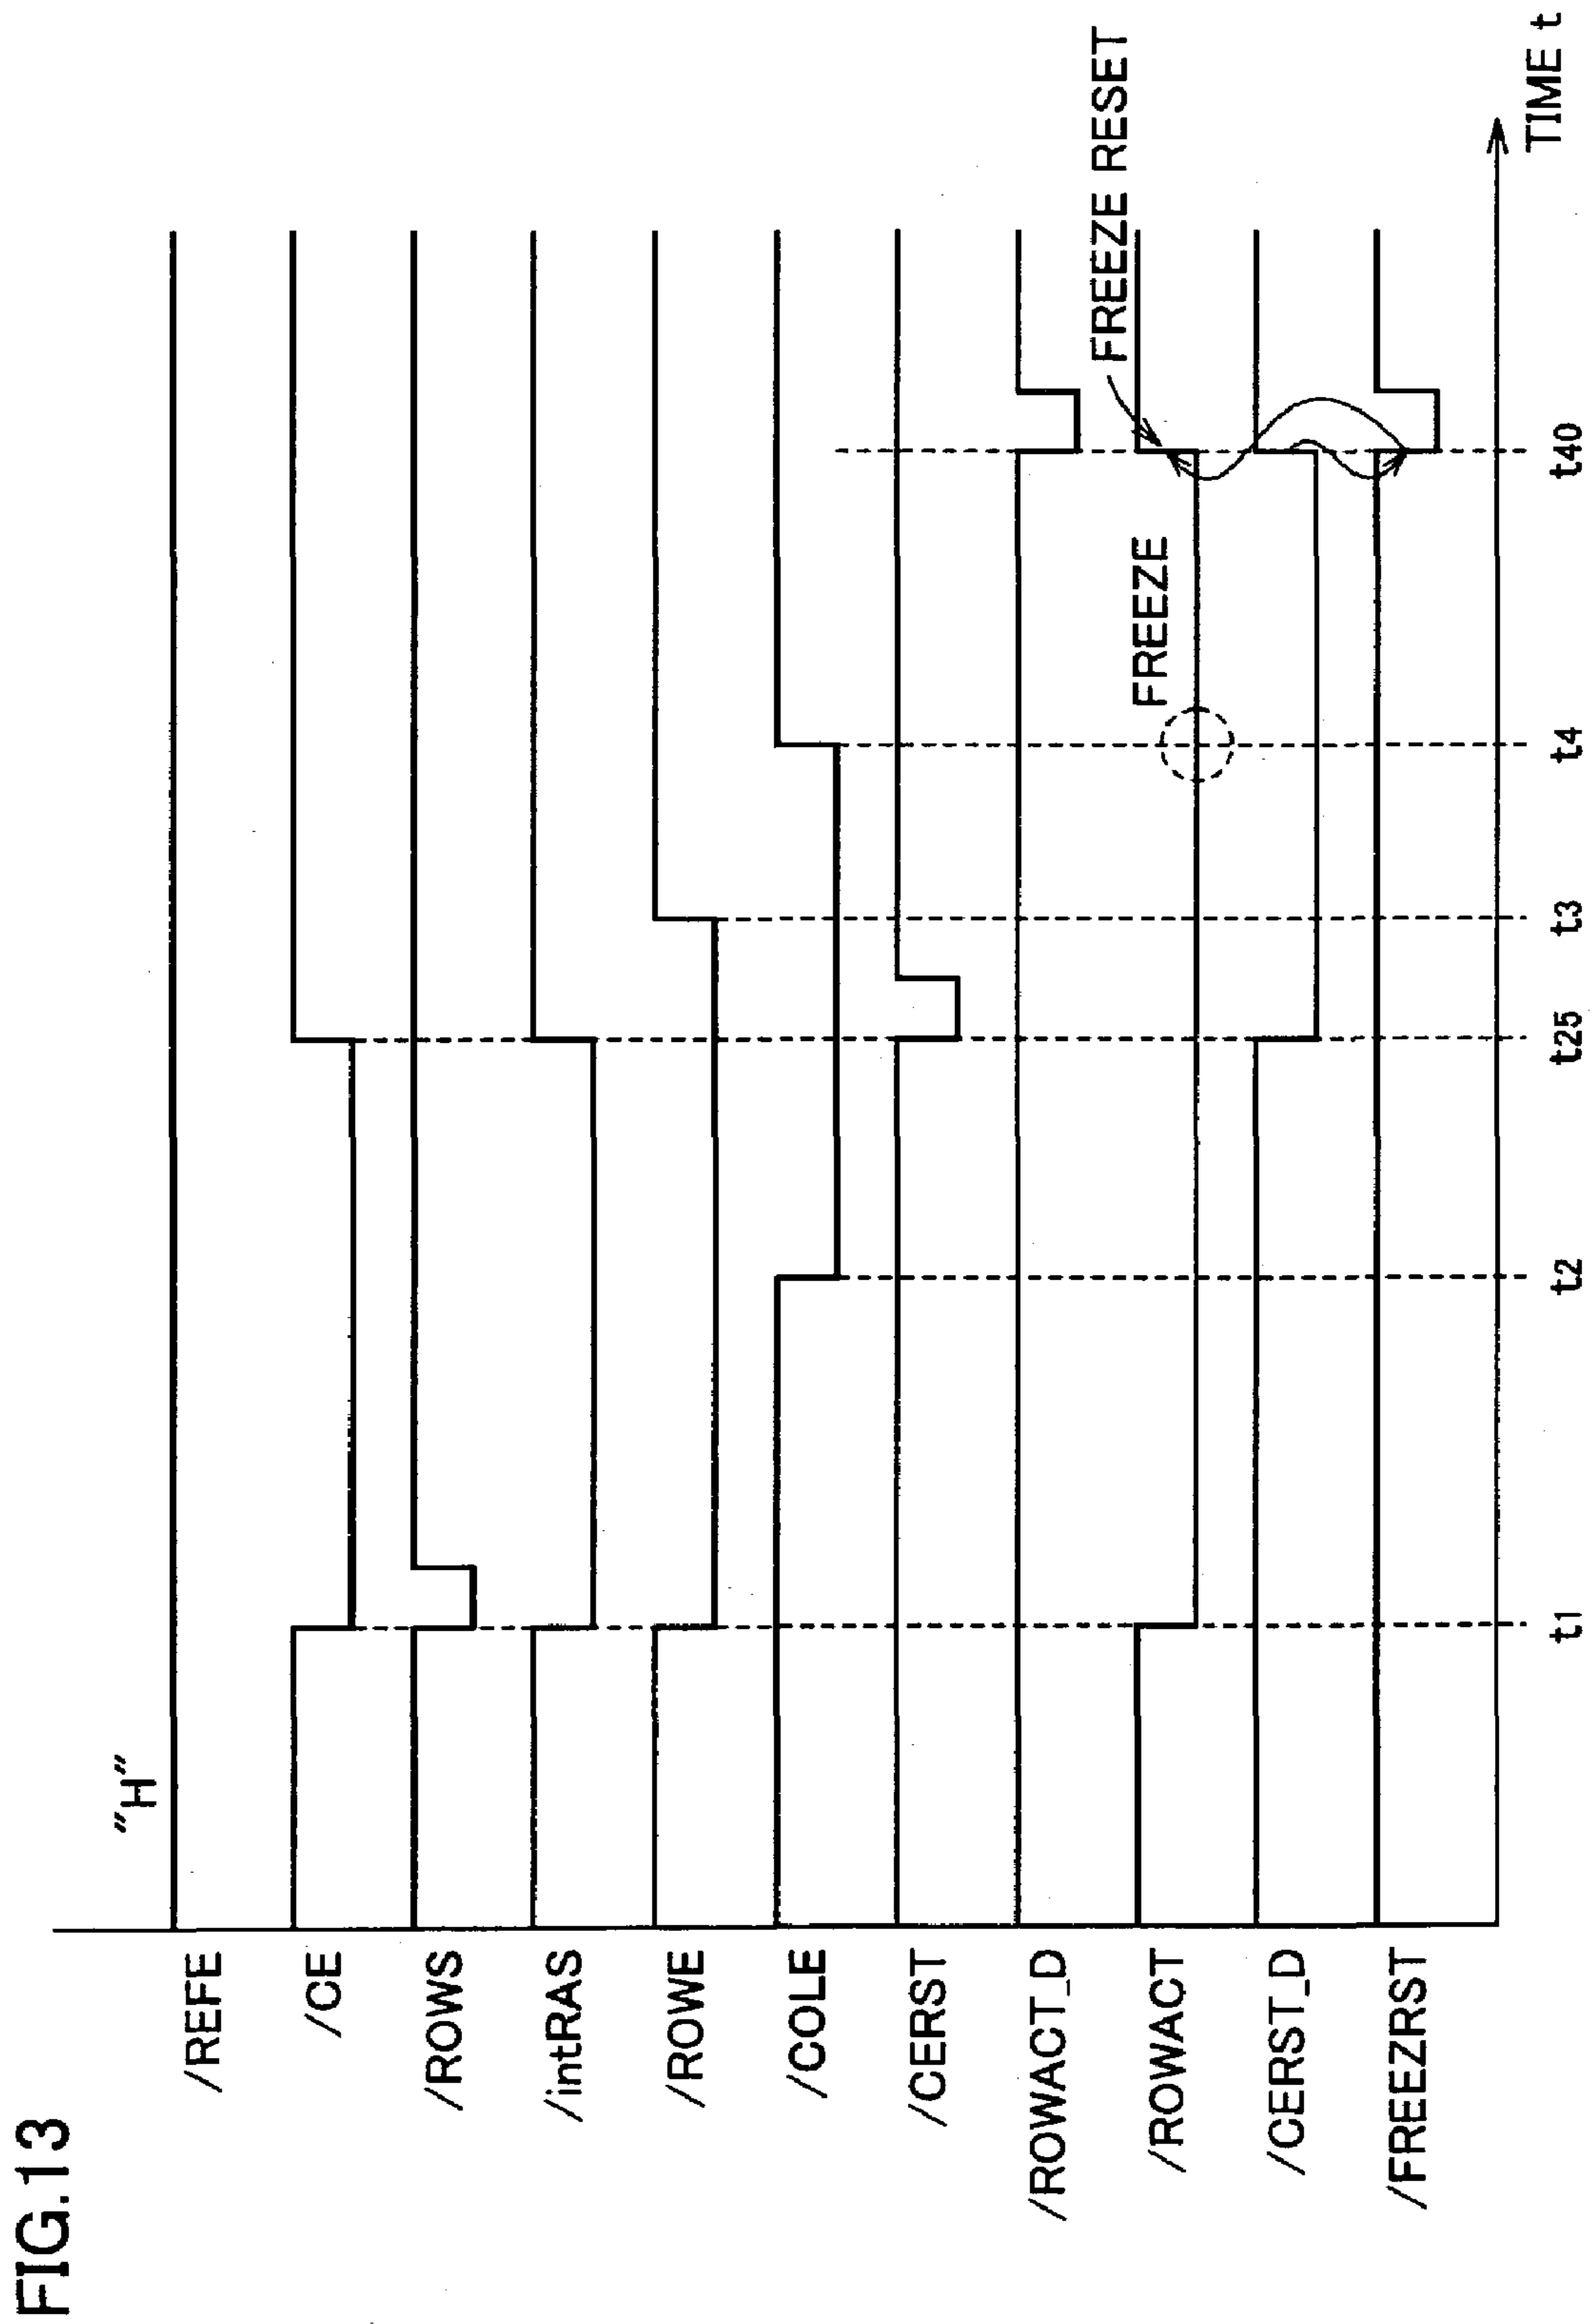 FIG.13
"H"
/REFE
/CE
/ROWS
/intRAS
/ROWE
/COLE
/CERST
/ROWACT_D
/ROWACT
FREEZE
FREEZE RESET
/CERST_D
/FREEZRST
t1
t2
t25
t3
t4
t40
TIME t